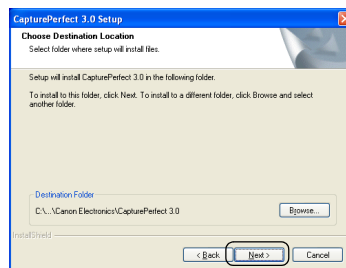 CapturePerfect 3.0 Setup
Choose Destination Location
Select folder where setup will install files.
Setup will install CapturePerfect 3.0 in the following folder.
To install to this folder, click Next. To install to a different folder, click Browse and select
another folder.
Destination Folder
C:\...\Canon Electronics\CapturePerfect 3.0
Browse...
InstallShield
< Back
Next >
Cancel